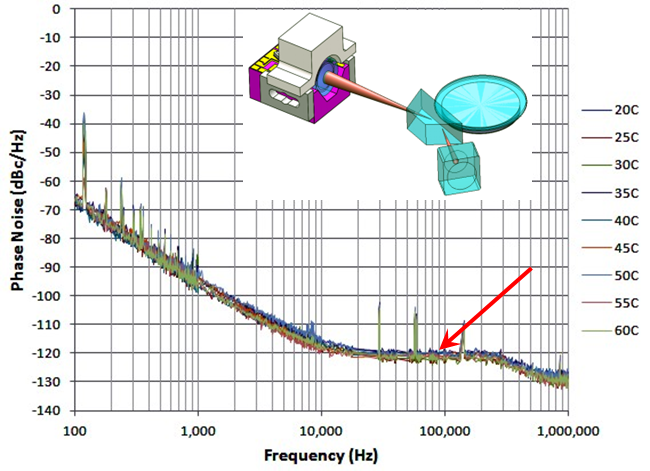 0
-10
-20
-30
-40
-50
-60
-70
-80
-90
-100
-110
-120
-130
-140
Phase Noise (dBc/Hz)
100
1,000
10,000
100,000
1,000,000
Frequency (Hz)
20C
25C
30C
35C
40C
45C
50C
55C
60C